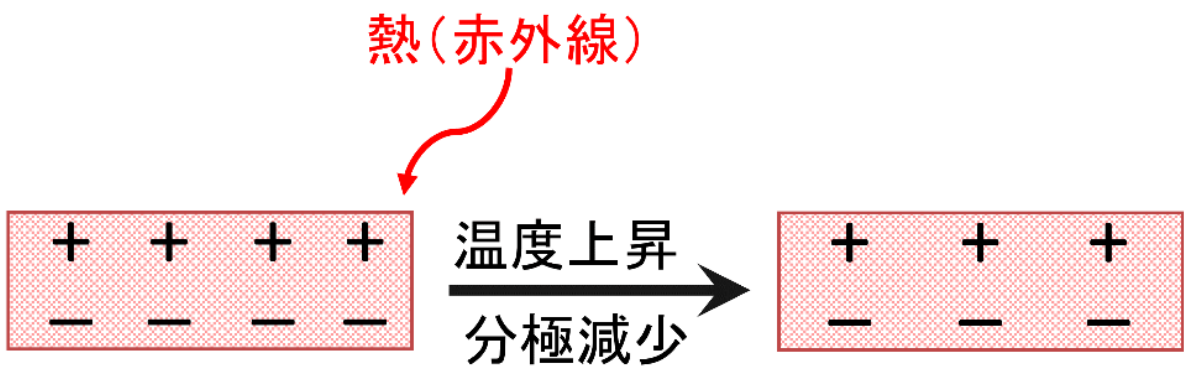 熱（赤外線）
+ + + +
− − − −
温度上昇
分極減少
+ + +
− − −